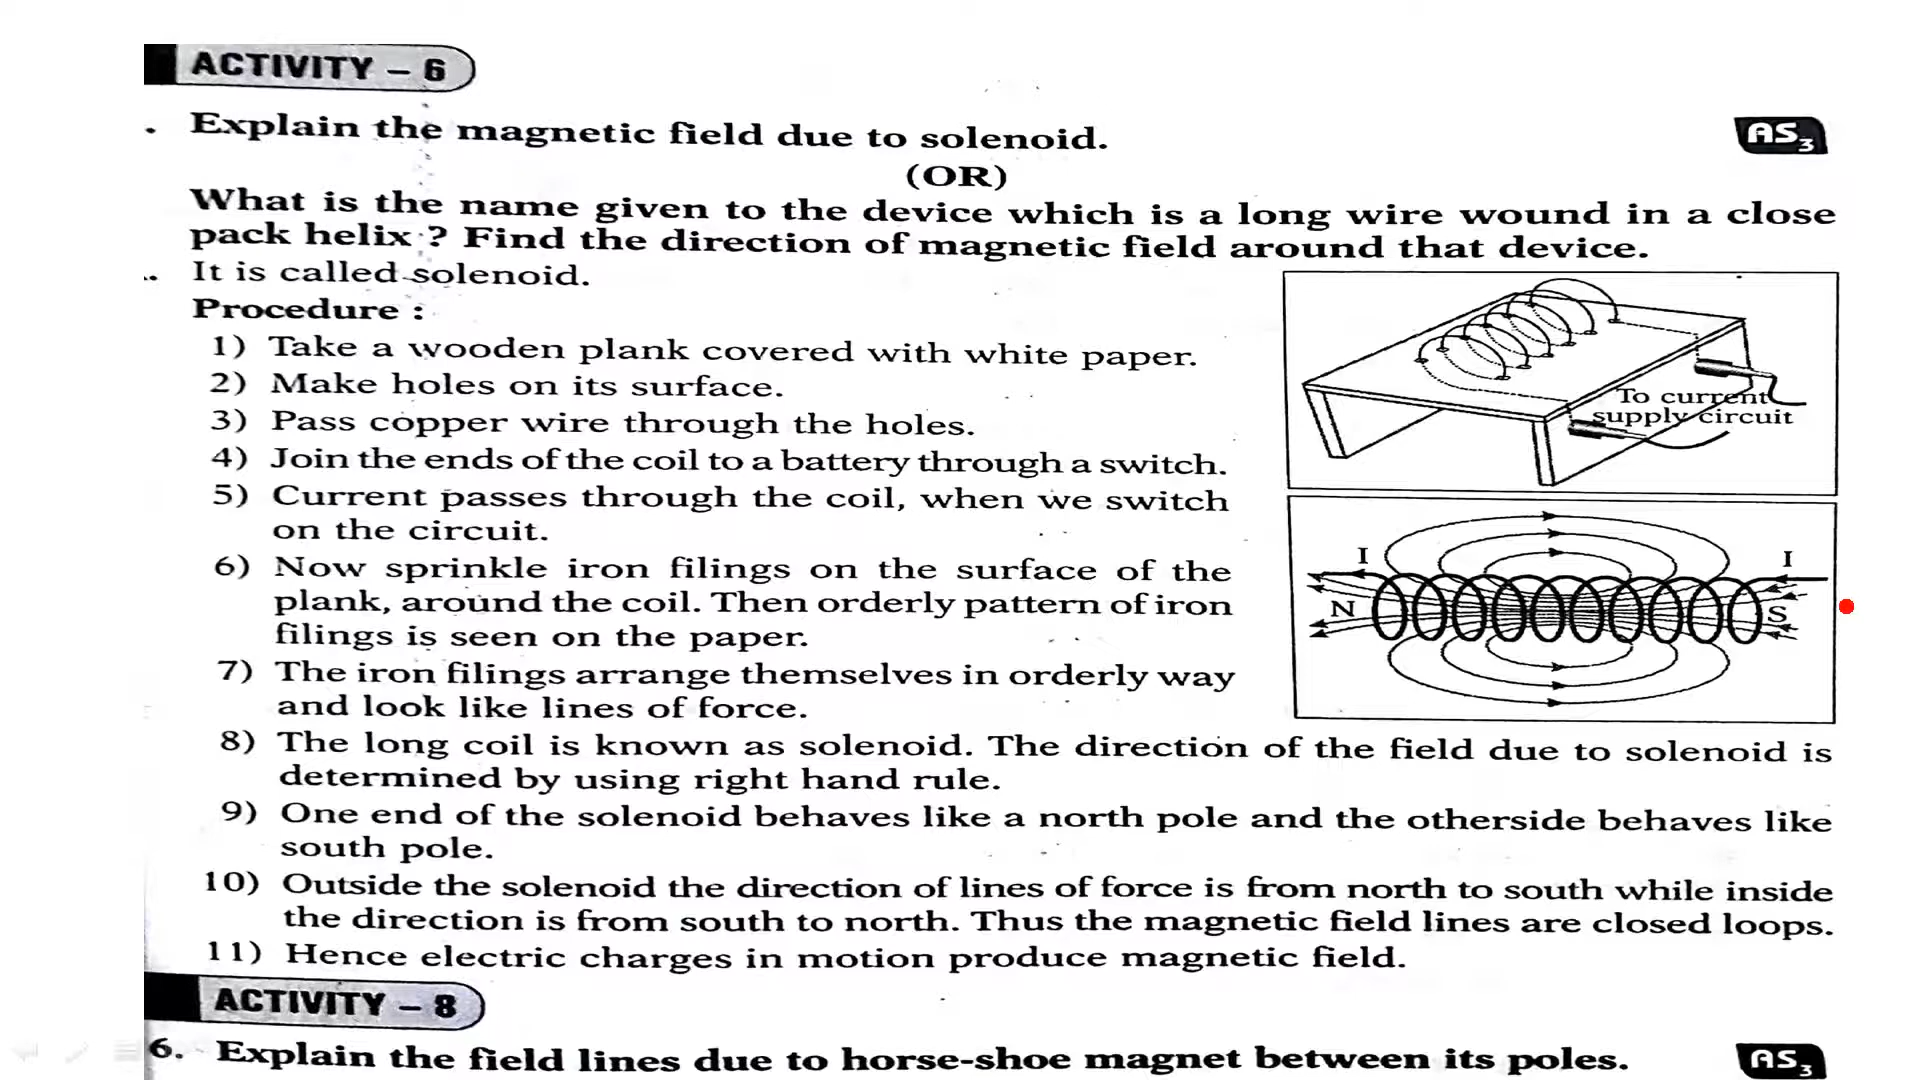 ACTIVITY – 6
. Explain the magnetic field due to solenoid. AS3
(OR)
What is the name given to the device which is a long wire wound in a close
pack helix ? Find the direction of magnetic field around that device.
. It is called solenoid.
Procedure :
1) Take a wooden plank covered with white paper.
2) Make holes on its surface.
3) Pass copper wire through the holes.
4) Join the ends of the coil to a battery through a switch.
5) Current passes through the coil, when we switch
on the circuit.
6) Now sprinkle iron filings on the surface of the
plank, around the coil. Then orderly pattern of iron
filings is seen on the paper.
7) The iron filings arrange themselves in orderly way
and look like lines of force.
To current
supply circuit
I I
N S
8) The long coil is known as solenoid. The direction of the field due to solenoid is
determined by using right hand rule.
9) One end of the solenoid behaves like a north pole and the otherside behaves like
south pole.
10) Outside the solenoid the direction of lines of force is from north to south while inside
the direction is from south to north. Thus the magnetic field lines are closed loops.
11) Hence electric charges in motion produce magnetic field.
ACTIVITY – 8
6. Explain the field lines due to horse-shoe magnet between its poles. AS3